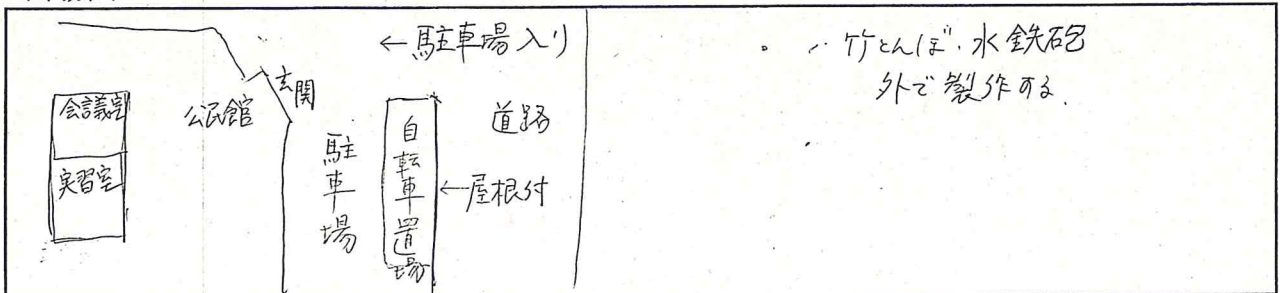 ←駐車場入り
玄関
会議室
公民館
実習室
駐車場
自転車置場
道路
←屋根付
竹とんぼ・水鉄砲
外で製作する